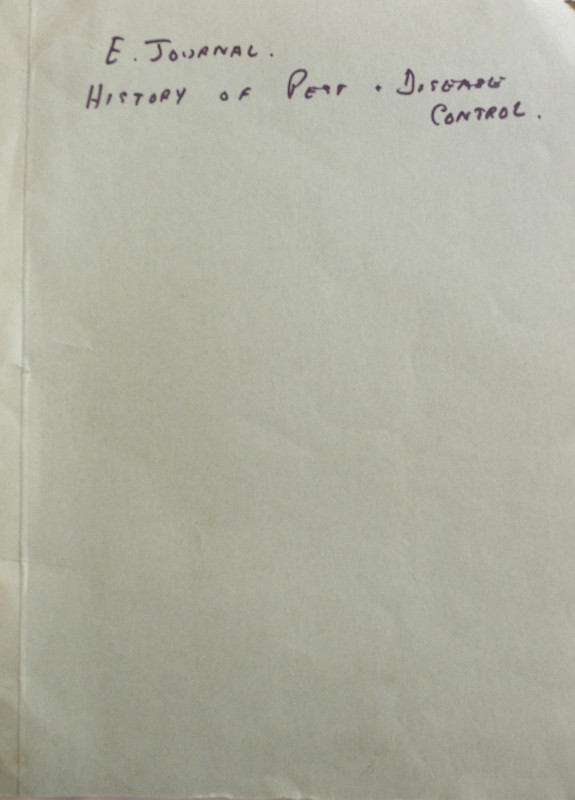 E. JOURNAL.
HISTORY OF PEST + DISEASE
CONTROL.